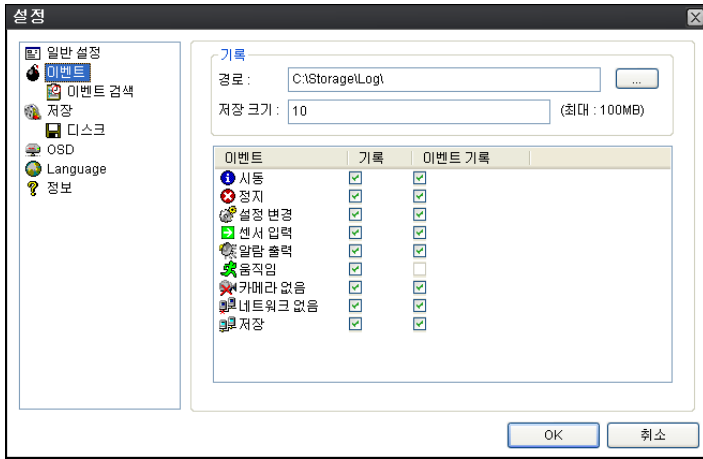 설정
일반 설정
이벤트
이벤트 검색
저장
디스크
OSD
Language
정보
기록
경로 : C:\Storage\Log\ ...
저장 크기 : 10 (최대 : 100MB)
이벤트 기록 이벤트 기록
시동
정지
설정 변경
센서 입력
알람 출력
움직임
카메라 없음
네트워크 없음
저장
OK 취소